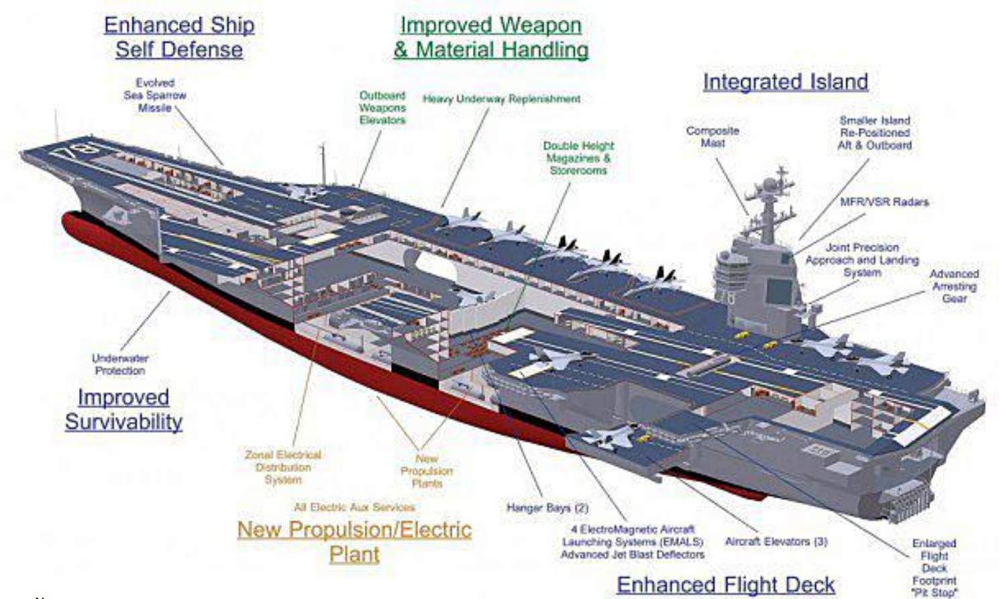 Enhanced Ship
Self Defense
Evolved
Sea Sparrow
Missile
Improved Weapon
& Material Handling
Outboard
Weapons
Elevators
Heavy Underway Replenishment
Double Height
Magazines &
Storerooms
Integrated Island
Composite
Mast
Smaller Island
Re-Positioned
Aft & Outboard
MFR/VSR Radars
Joint Precision
Approach and Landing
System
Advanced
Arresting
Gear
78
78
Underwater
Protection
Improved
Survivability
Zonal Electrical
Distribution
System
New
Propulsion
Plants
All Electric Aux Services
New Propulsion/Electric
Plant
Hangar Bays (2)
4 ElectroMagnetic Aircraft
Launching Systems (EMALS)
Advanced Jet Blast Deflectors
Aircraft Elevators (3)
Enlarged
Flight
Deck
Footprint
"Pit Stop"
Enhanced Flight Deck